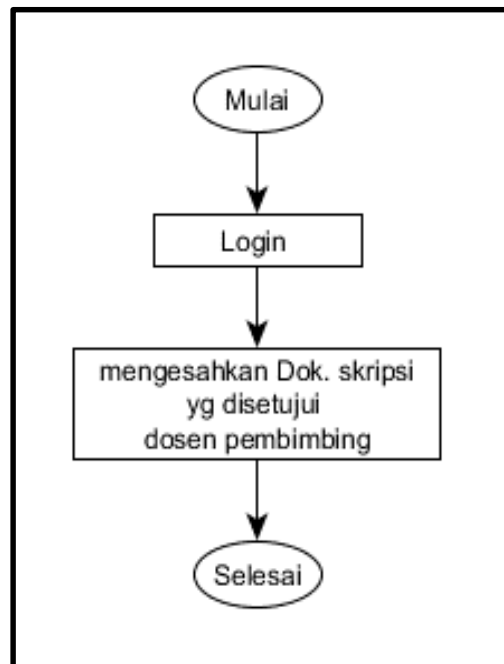 Mulai
Login
mengesahkan Dok. skripsi
yg disetujui
dosen pembimbing
Selesai